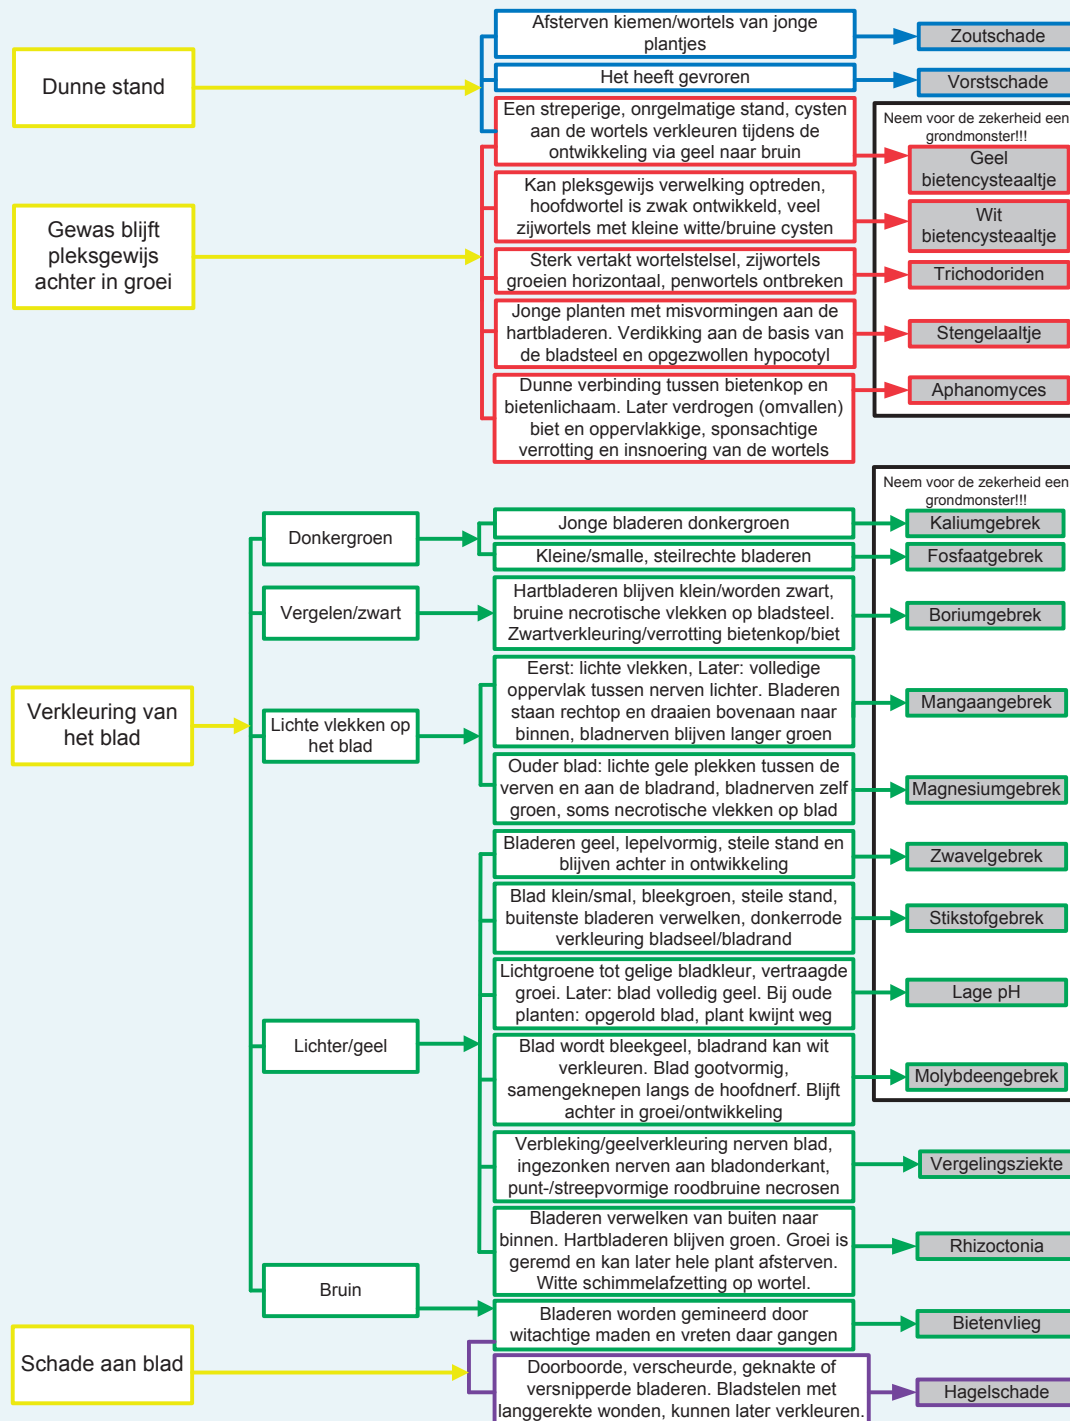 Dunne stand
Afsterven kiemen/wortels van jonge
plantjes
Zoutschade
Het heeft gevroren
Vorstschade
Een streperige, onrgelmatige stand, cysten
aan de wortels verkleuren tijdens de
ontwikkeling via geel naar bruin
Neem voor de zekerheid een
grondmonster!!!
Geel
bietencysteaaltje
Gewas blijft
pleksgewijs
achter in groei
Kan pleksgewijs verwelking optreden,
hoofdwortel is zwak ontwikkeld, veel
zijwortels met kleine witte/bruine cysten
Wit
bietencysteaaltje
Sterk vertakt wortelstelsel, zijwortels
groeien horizontaal, penwortels ontbreken
Trichodoriden
Jonge planten met misvormingen aan de
hartbladeren. Verdikking aan de basis van
de bladsteel en opgezwollen hypocotyl
Stengelaaltje
Dunne verbinding tussen bietenkop en
bietenlichaam. Later verdrogen (omvallen)
biet en oppervlakkige, sponsachtige
verrotting en insnoering van de wortels
Aphanomyces
Neem voor de zekerheid een
grondmonster!!!
Verkleuring van
het blad
Donkergroen
Jonge bladeren donkergroen
Kaliumgebrek
Kleine/smalle, steilrechte bladeren
Fosfaatgebrek
Vergelen/zwart
Hartbladeren blijven klein/worden zwart,
bruine necrotische vlekken op bladsteel.
Zwartverkleuring/verrotting bietenkop/biet
Boriumgebrek
Lichte vlekken op
het blad
Eerst: lichte vlekken, Later: volledige
oppervlak tussen nerven lichter. Bladeren
staan rechtop en draaien bovenaan naar
binnen, bladnerven blijven langer groen
Mangaangebrek
Ouder blad: lichte gele plekken tussen de
verven en aan de bladrand, bladnerven zelf
groen, soms necrotische vlekken op blad
Magnesiumgebrek
Lichter/geel
Bladeren geel, lepelvormig, steile stand en
blijven achter in ontwikkeling
Zwavelgebrek
Blad klein/smal, bleekgroen, steile stand,
buitenste bladeren verwelken, donkerrode
verkleuring bladseel/bladrand
Stikstofgebrek
Lichtgroene tot gelige bladkleur, vertraagde
groei. Later: blad volledig geel. Bij oude
planten: opgerold blad, plant kwijnt weg
Lage pH
Blad wordt bleekgeel, bladrand kan wit
verkleuren. Blad gootvormig,
samengeknepen langs de hoofdnerf. Blijft
achter in groei/ontwikkeling
Molybdeengebrek
Verbleking/geelverkleuring nerven blad,
ingezonken nerven aan bladonderkant,
punt-/streepvormige roodbruine necrosen
Vergelingsziekte
Bladeren verwelken van buiten naar
binnen. Hartbladeren blijven groen. Groei is
geremd en kan later hele plant afsterven.
Witte schimmelafzetting op wortel.
Rhizoctonia
Bruin
Bladeren worden gemineerd door
witachtige maden en vreten daar gangen
Bietenvlieg
Schade aan blad
Doorboorde, verscheurde, geknakte of
versnipperde bladeren. Bladstelen met
langgerekte wonden, kunnen later verkleuren.
Hagelschade